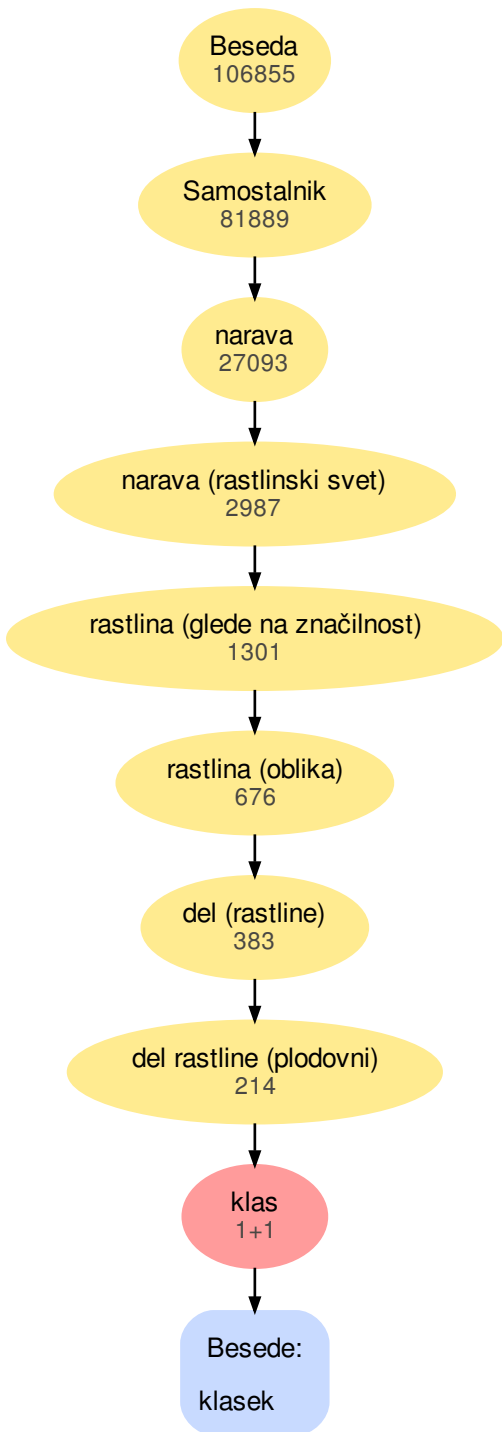 Beseda
106855
Samostalnik
81889
narava
27093
narava (rastlinski svet)
2987
rastlina (glede na značilnost)
1301
rastlina (oblika)
676
del (rastline)
383
del rastline (plodovni)
214
klas
1+1
Besede:
klasek